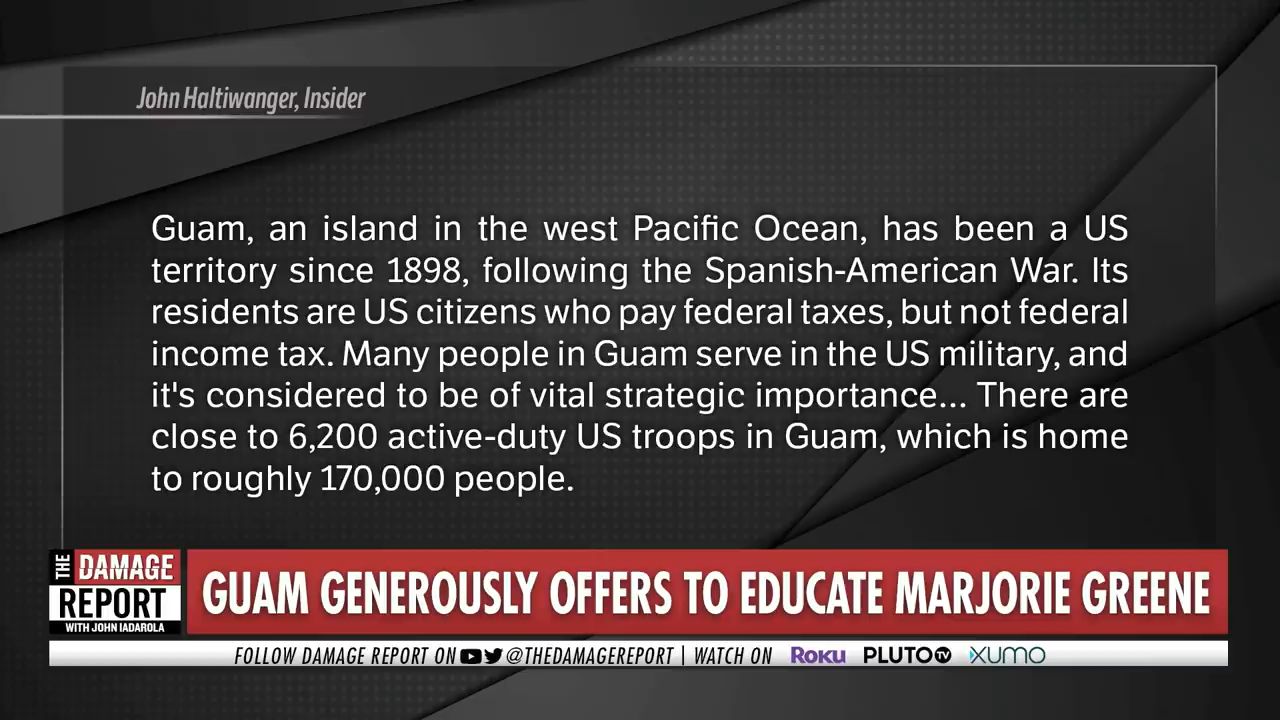 John Haltiwanger, Insider
Guam, an island in the west Pacific Ocean, has been a US
territory since 1898, following the Spanish-American War. Its
residents are US citizens who pay federal taxes, but not federal
income tax. Many people in Guam serve in the US military, and
it's considered to be of vital strategic importance... There are
close to 6,200 active-duty US troops in Guam, which is home
to roughly 170,000 people.
THE DAMAGE
REPORT
WITH JOHN IADAROLA
GUAM GENEROUSLY OFFERS TO EDUCATE MARJORIE GREENE
FOLLOW DAMAGE REPORT ON @THEDAMAGEREPORT | WATCH ON ROKU PLUTO TV XUMO